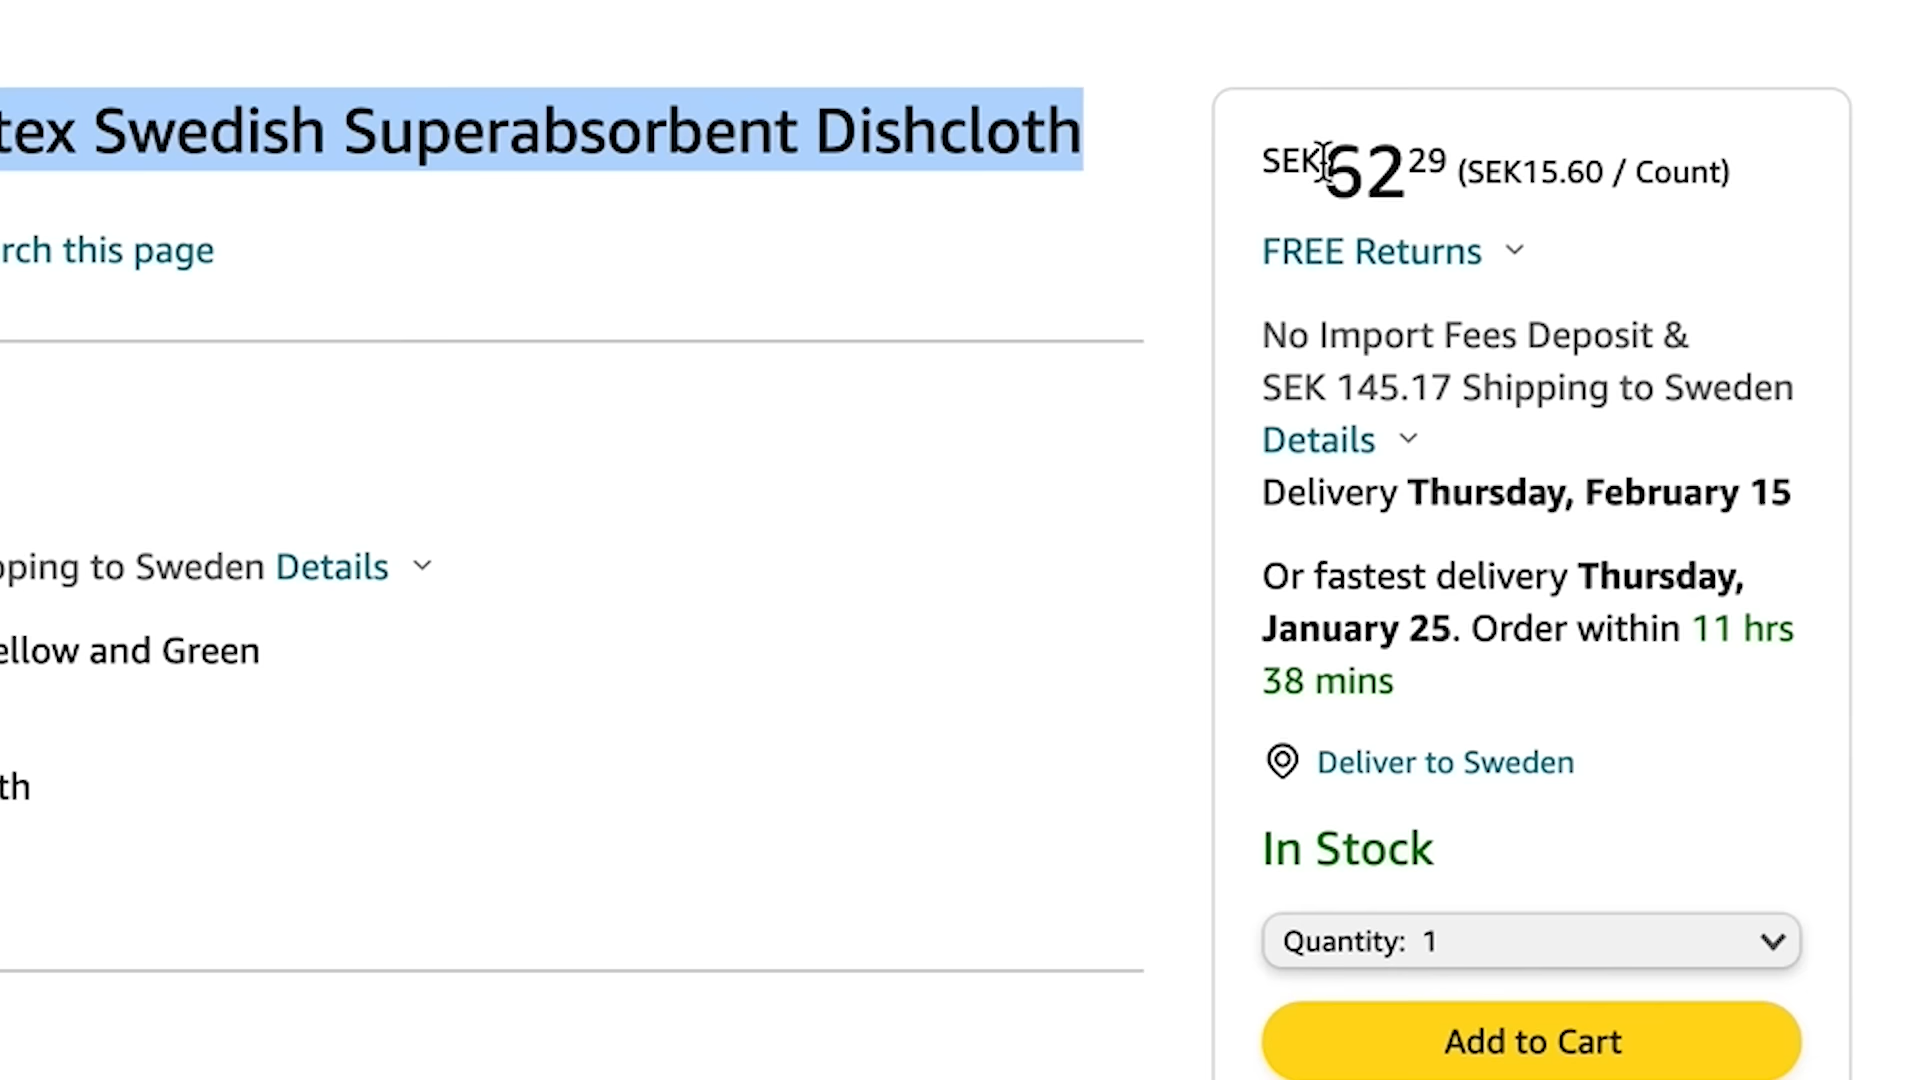 tex Swedish Superabsorbent Dishcloth
rch this page
pping to Sweden Details
ellow and Green
th
SEK62 29 (SEK15.60 / Count)
FREE Returns
No Import Fees Deposit &
SEK 145.17 Shipping to Sweden
Details
Delivery Thursday, February 15
Or fastest delivery Thursday,
January 25. Order within 11 hrs
38 mins
Deliver to Sweden
In Stock
Quantity: 1
Add to Cart